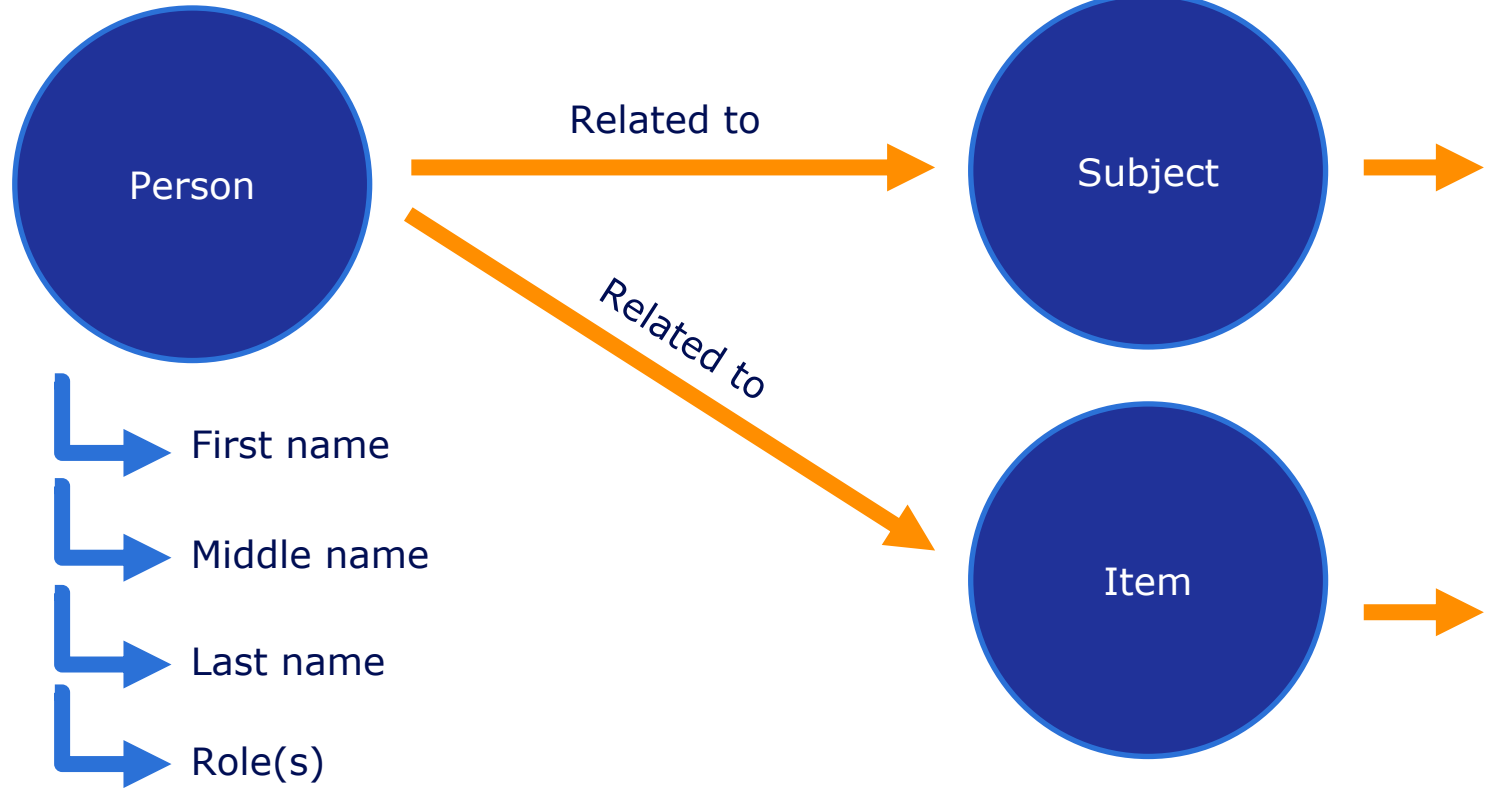 Person
Related to
Subject
Related to
Item
First name
Middle name
Last name
Role(s)